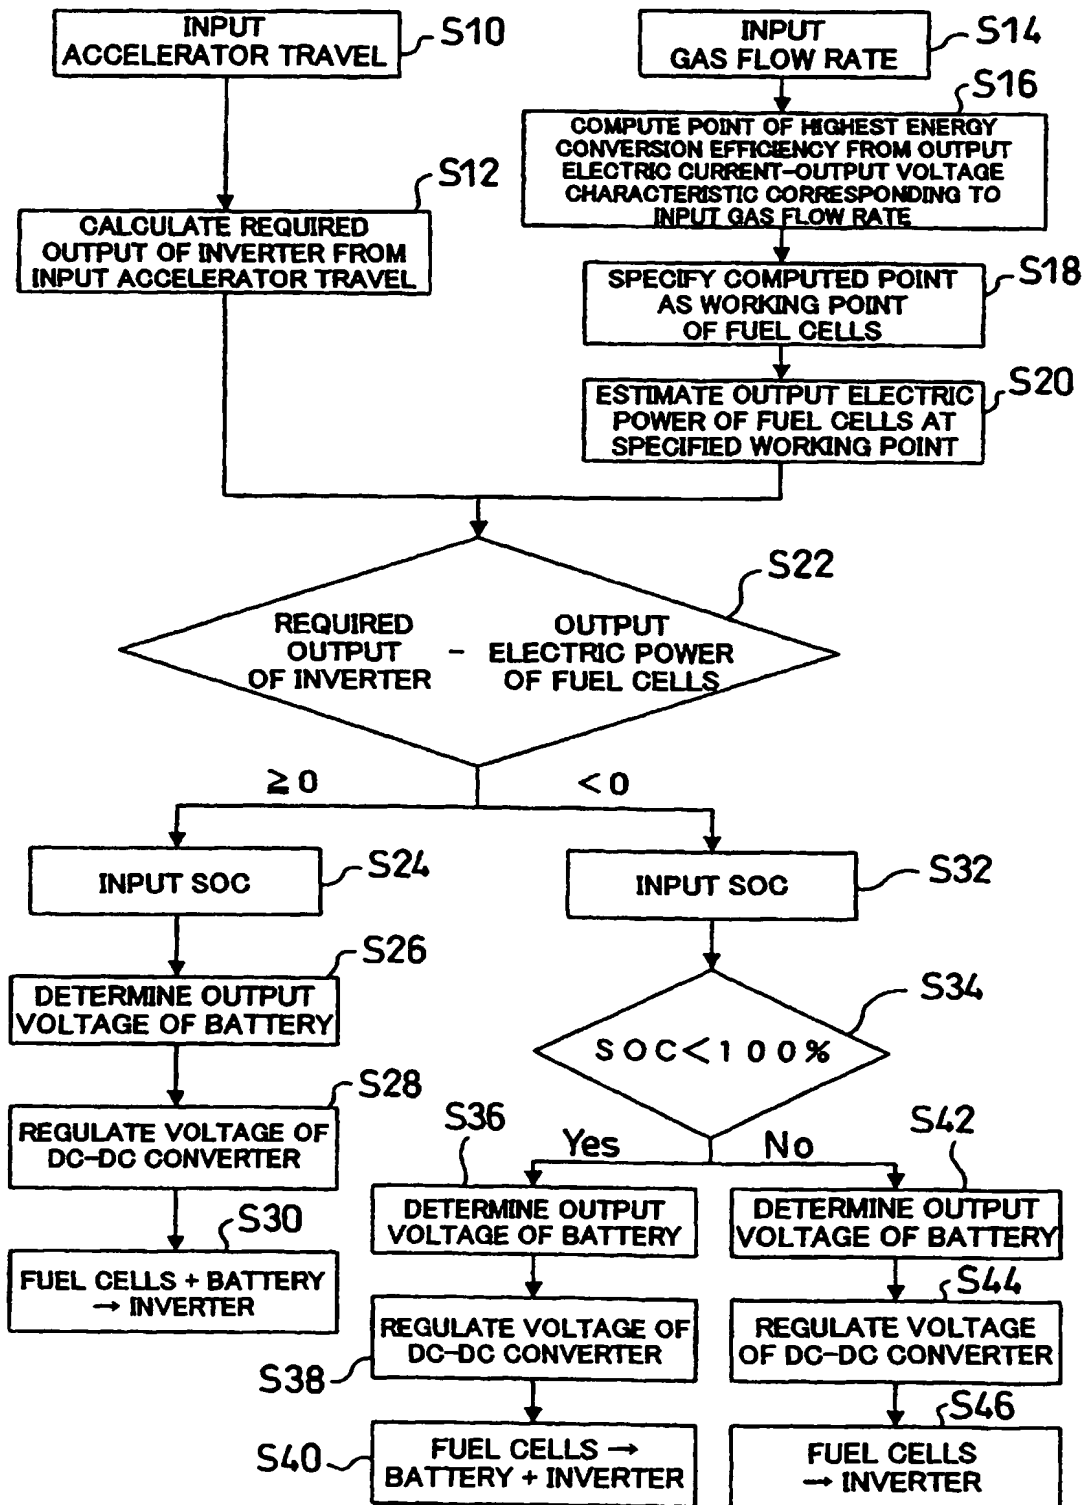 INPUT
ACCELERATOR TRAVEL
S10
INPUT
GAS FLOW RATE
S14
S16
COMPUTE POINT OF HIGHEST ENERGY
CONVERSION EFFICIENCY FROM OUTPUT
ELECTRIC CURRENT-OUTPUT VOLTAGE
CHARACTERISTIC CORRESPONDING TO
INPUT GAS FLOW RATE
S12
CALCULATE REQUIRED
OUTPUT OF INVERTER FROM
INPUT ACCELERATOR TRAVEL
SPECIFY COMPUTED POINT
AS WORKING POINT
OF FUEL CELLS
S18
ESTIMATE OUTPUT ELECTRIC
POWER OF FUEL CELLS AT
SPECIFIED WORKING POINT
S20
S22
REQUIRED
OUTPUT
OF INVERTER
–
OUTPUT
ELECTRIC POWER
OF FUEL CELLS
≧0
<0
INPUT SOC
S24
INPUT SOC
S32
S26
DETERMINE OUTPUT
VOLTAGE OF BATTERY
S34
SOC<100%
S28
REGULATE VOLTAGE OF
DC-DC CONVERTER
S36
Yes
No
S42
DETERMINE OUTPUT
VOLTAGE OF BATTERY
DETERMINE OUTPUT
VOLTAGE OF BATTERY
S30
FUEL CELLS + BATTERY
→ INVERTER
REGULATE VOLTAGE OF
DC-DC CONVERTER
S38
S44
REGULATE VOLTAGE
OF DC-DC CONVERTER
S40
FUEL CELLS →
BATTERY + INVERTER
S46
FUEL CELLS
→ INVERTER